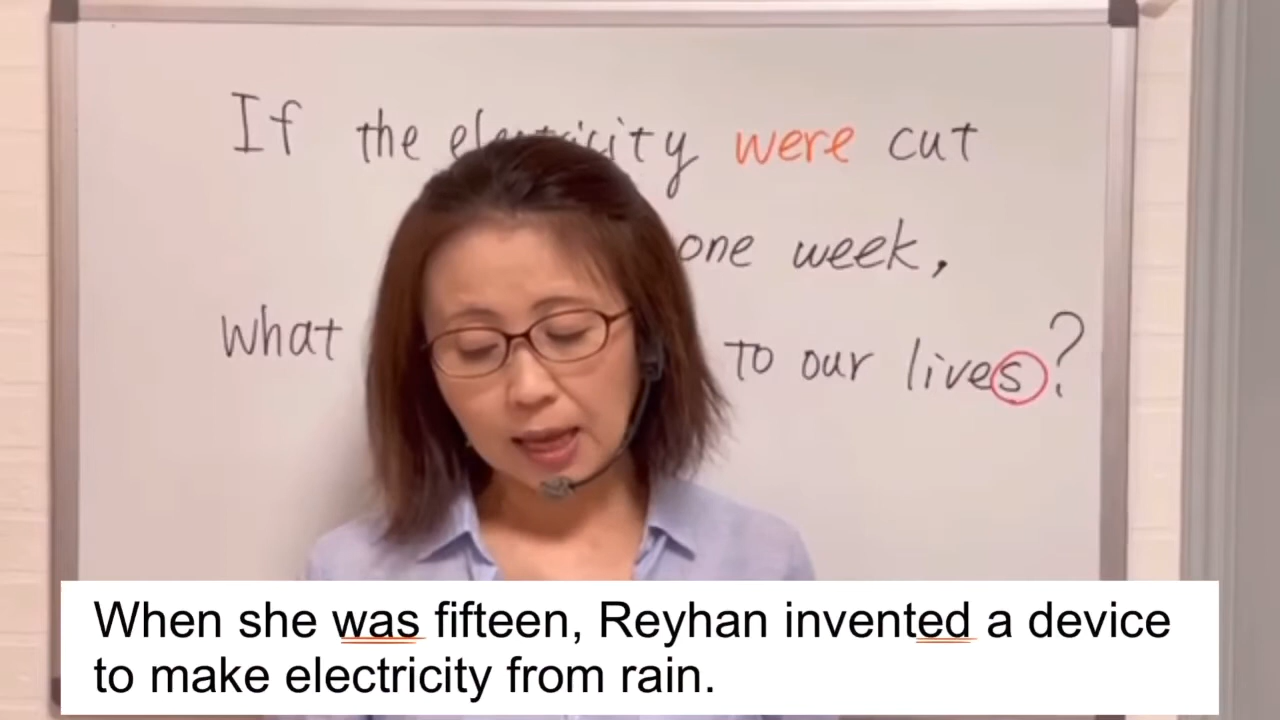 If the electricity were cut
one week,
what to our lives?
When she was fifteen, Reyhan invented a device
to make electricity from rain.